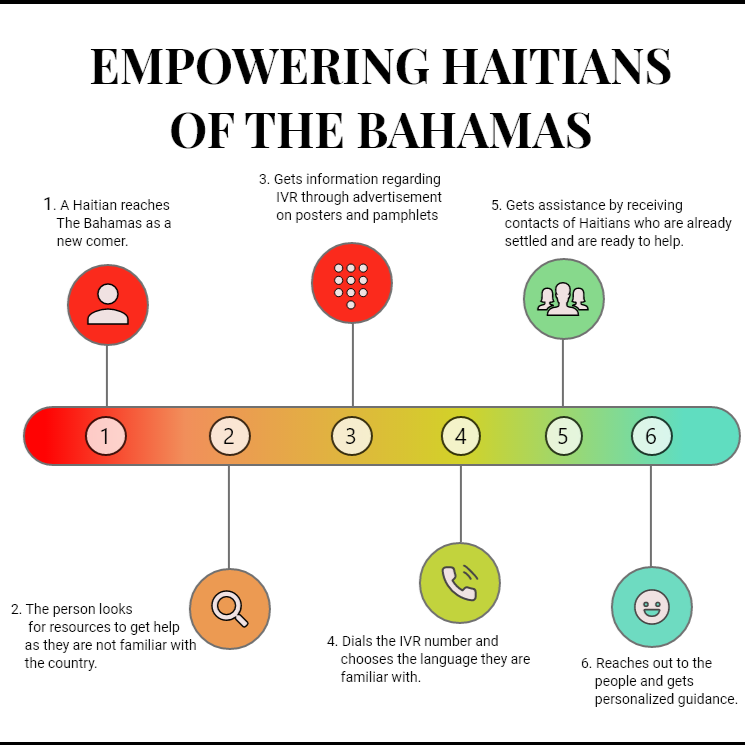 EMPOWERING HAITIANS
OF THE BAHAMAS
1. A Haitian reaches
The Bahamas as a
new comer.
3. Gets information regarding
IVR through advertisement
on posters and pamphlets
5. Gets assistance by receiving
contacts of Haitians who are already
settled and are ready to help.
1 2 3 4 5 6
2. The person looks
for resources to get help
as they are not familiar with
the country.
4. Dials the IVR number and
chooses the language they are
familiar with.
6. Reaches out to the
people and gets
personalized guidance.